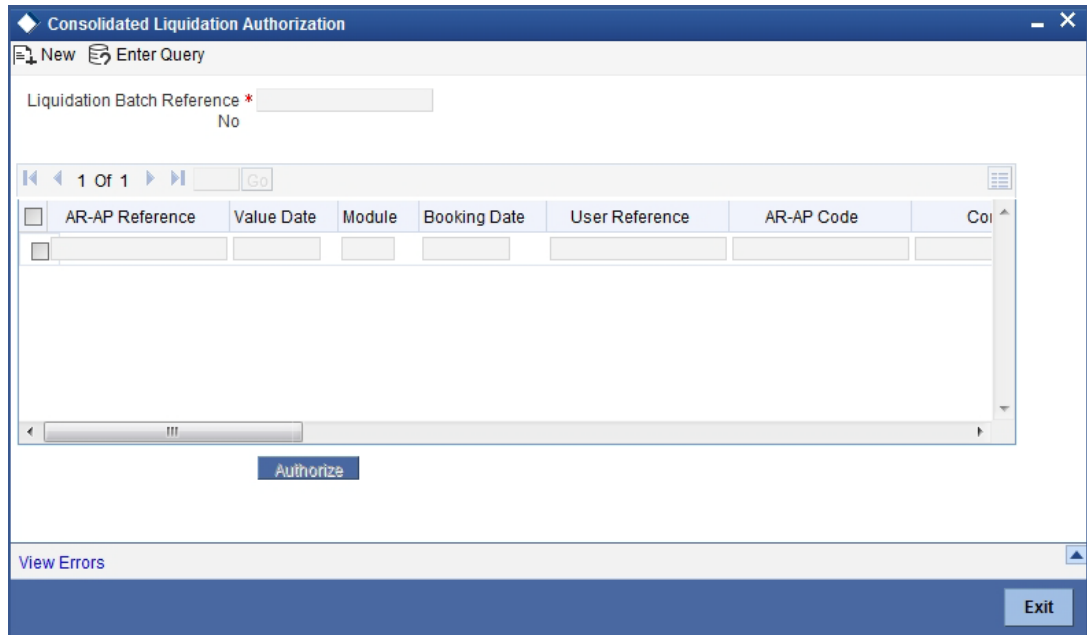 Consolidated Liquidation Authorization
New Enter Query
Liquidation Batch Reference *
No
1 Of 1 Go
AR-AP Reference Value Date Module Booking Date User Reference AR-AP Code Coi
Authorize
View Errors
Exit